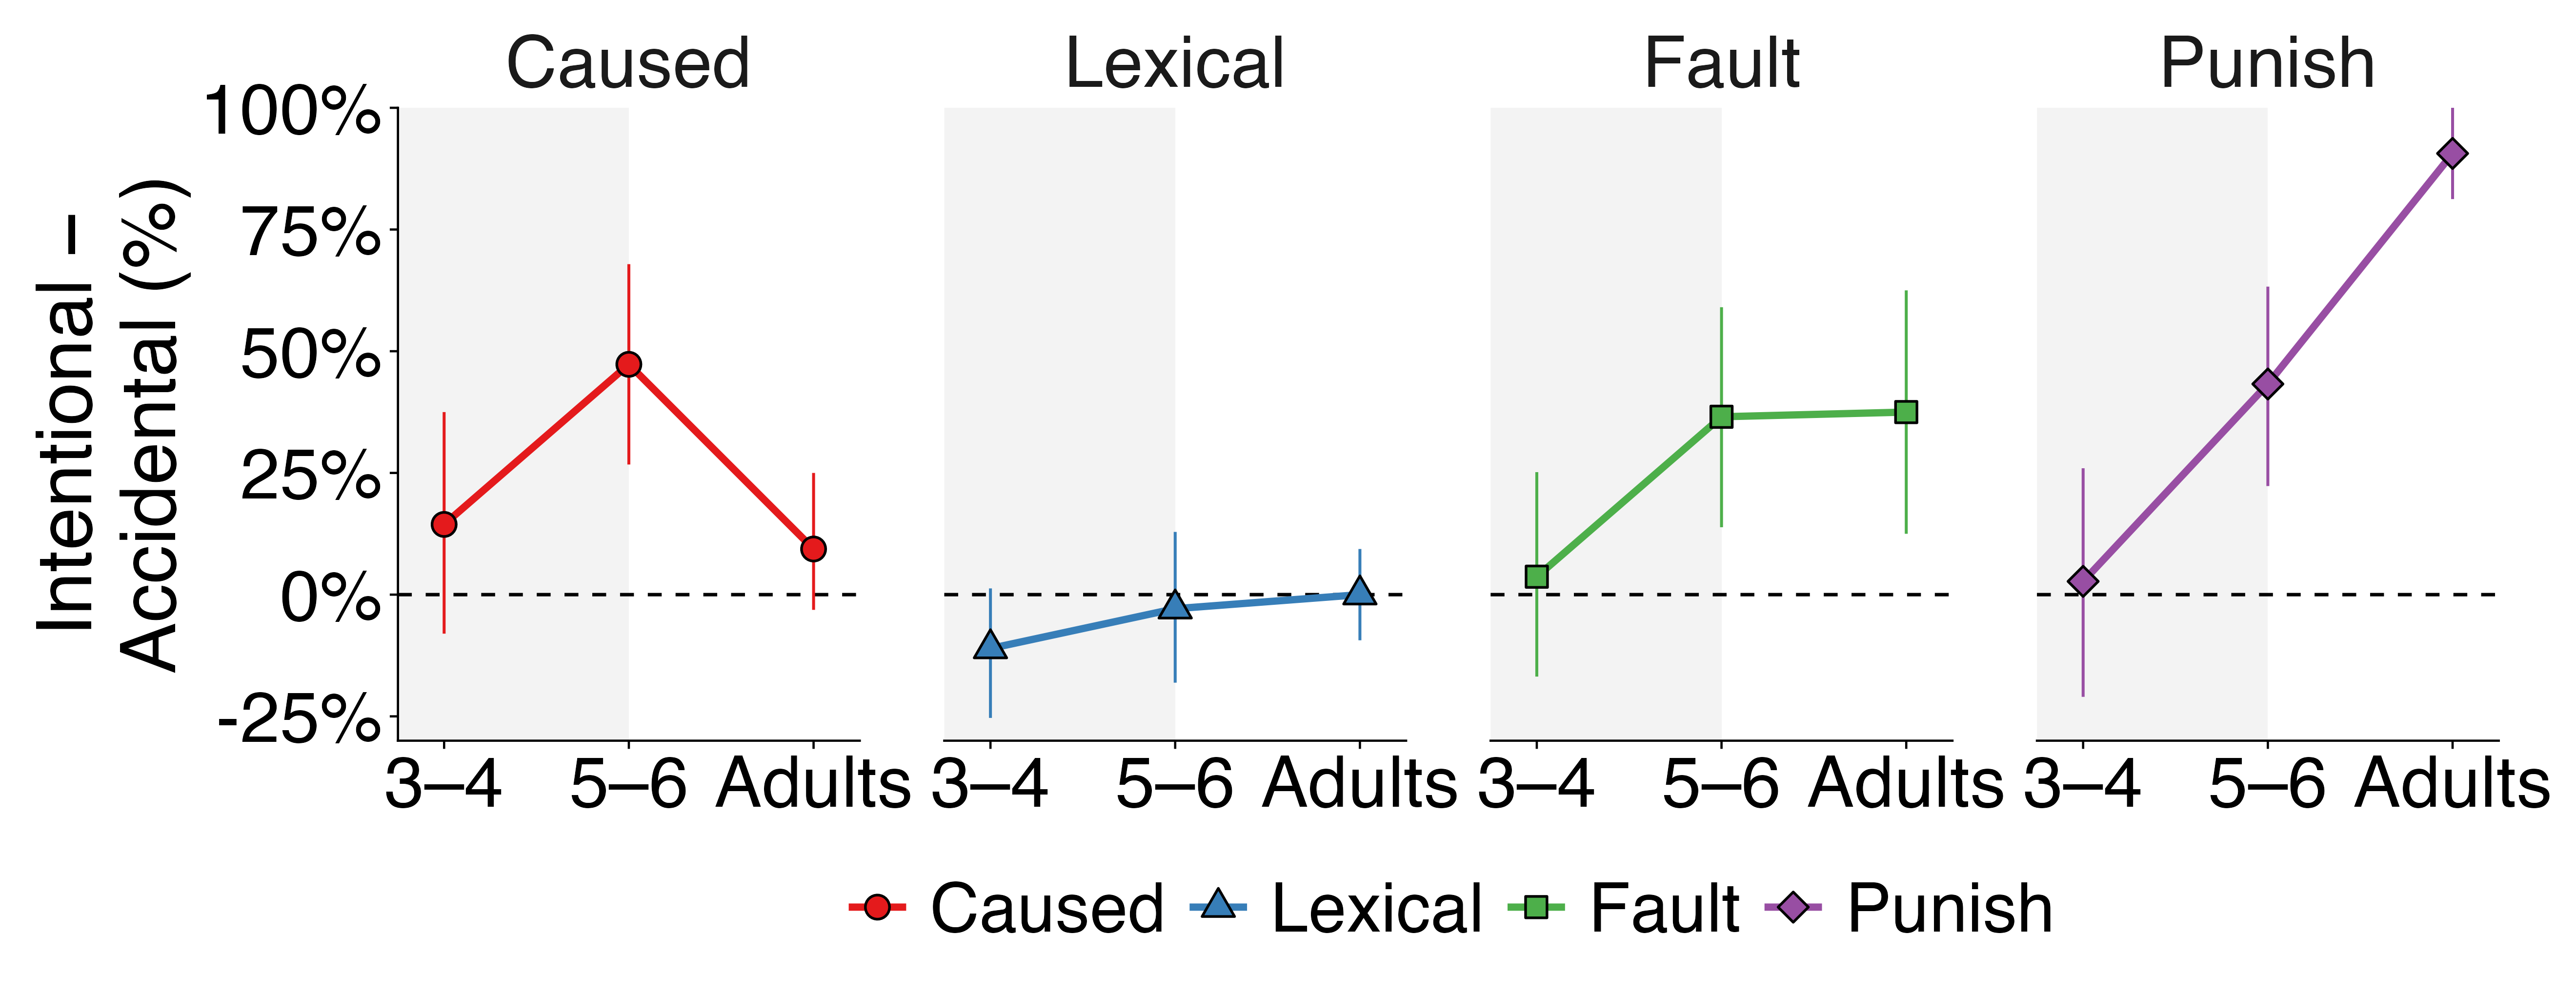 Caused Lexical Fault Punish
Intentional –
Accidental (%)
100%
75%
50%
25%
0%
-25%
3–4 5–6 Adults 3–4 5–6 Adults 3–4 5–6 Adults 3–4 5–6 Adults
Caused Lexical Fault Punish